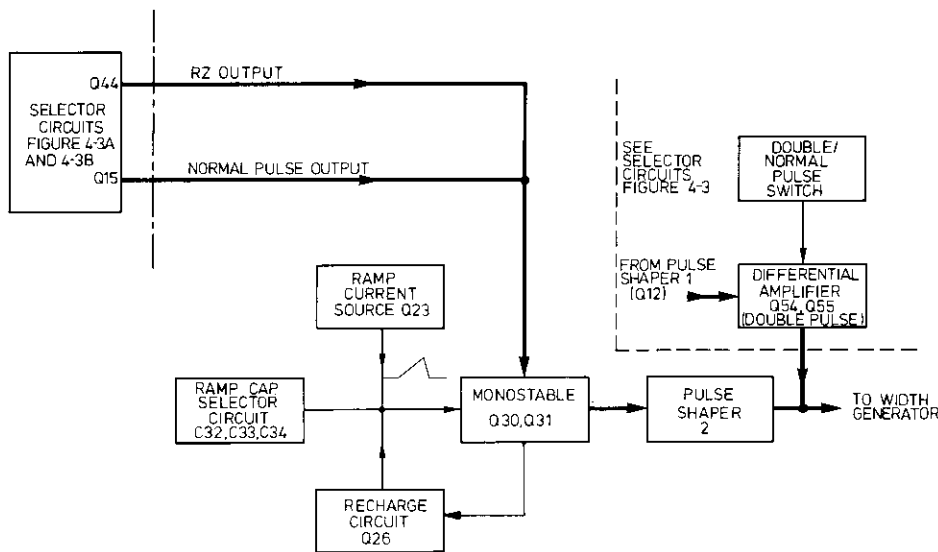 Q44
SELECTOR
CIRCUITS
FIGURE 4-3A
AND 4-3B
Q15
RZ OUTPUT
NORMAL PULSE OUTPUT
SEE
SELECTOR
CIRCUITS
FIGURE 4-3
DOUBLE/
NORMAL
PULSE
SWITCH
FROM PULSE
SHAPER 1
(Q12)
DIFFERENTIAL
AMPLIFIER
Q54, Q55
(DOUBLE PULSE)
RAMP
CURRENT
SOURCE Q23
RAMP CAP
SELECTOR
CIRCUIT
C32,C33,C34
MONOSTABLE
Q30,Q31
PULSE
SHAPER
2
TO WIDTH
GENERATOR
RECHARGE
CIRCUIT
Q26